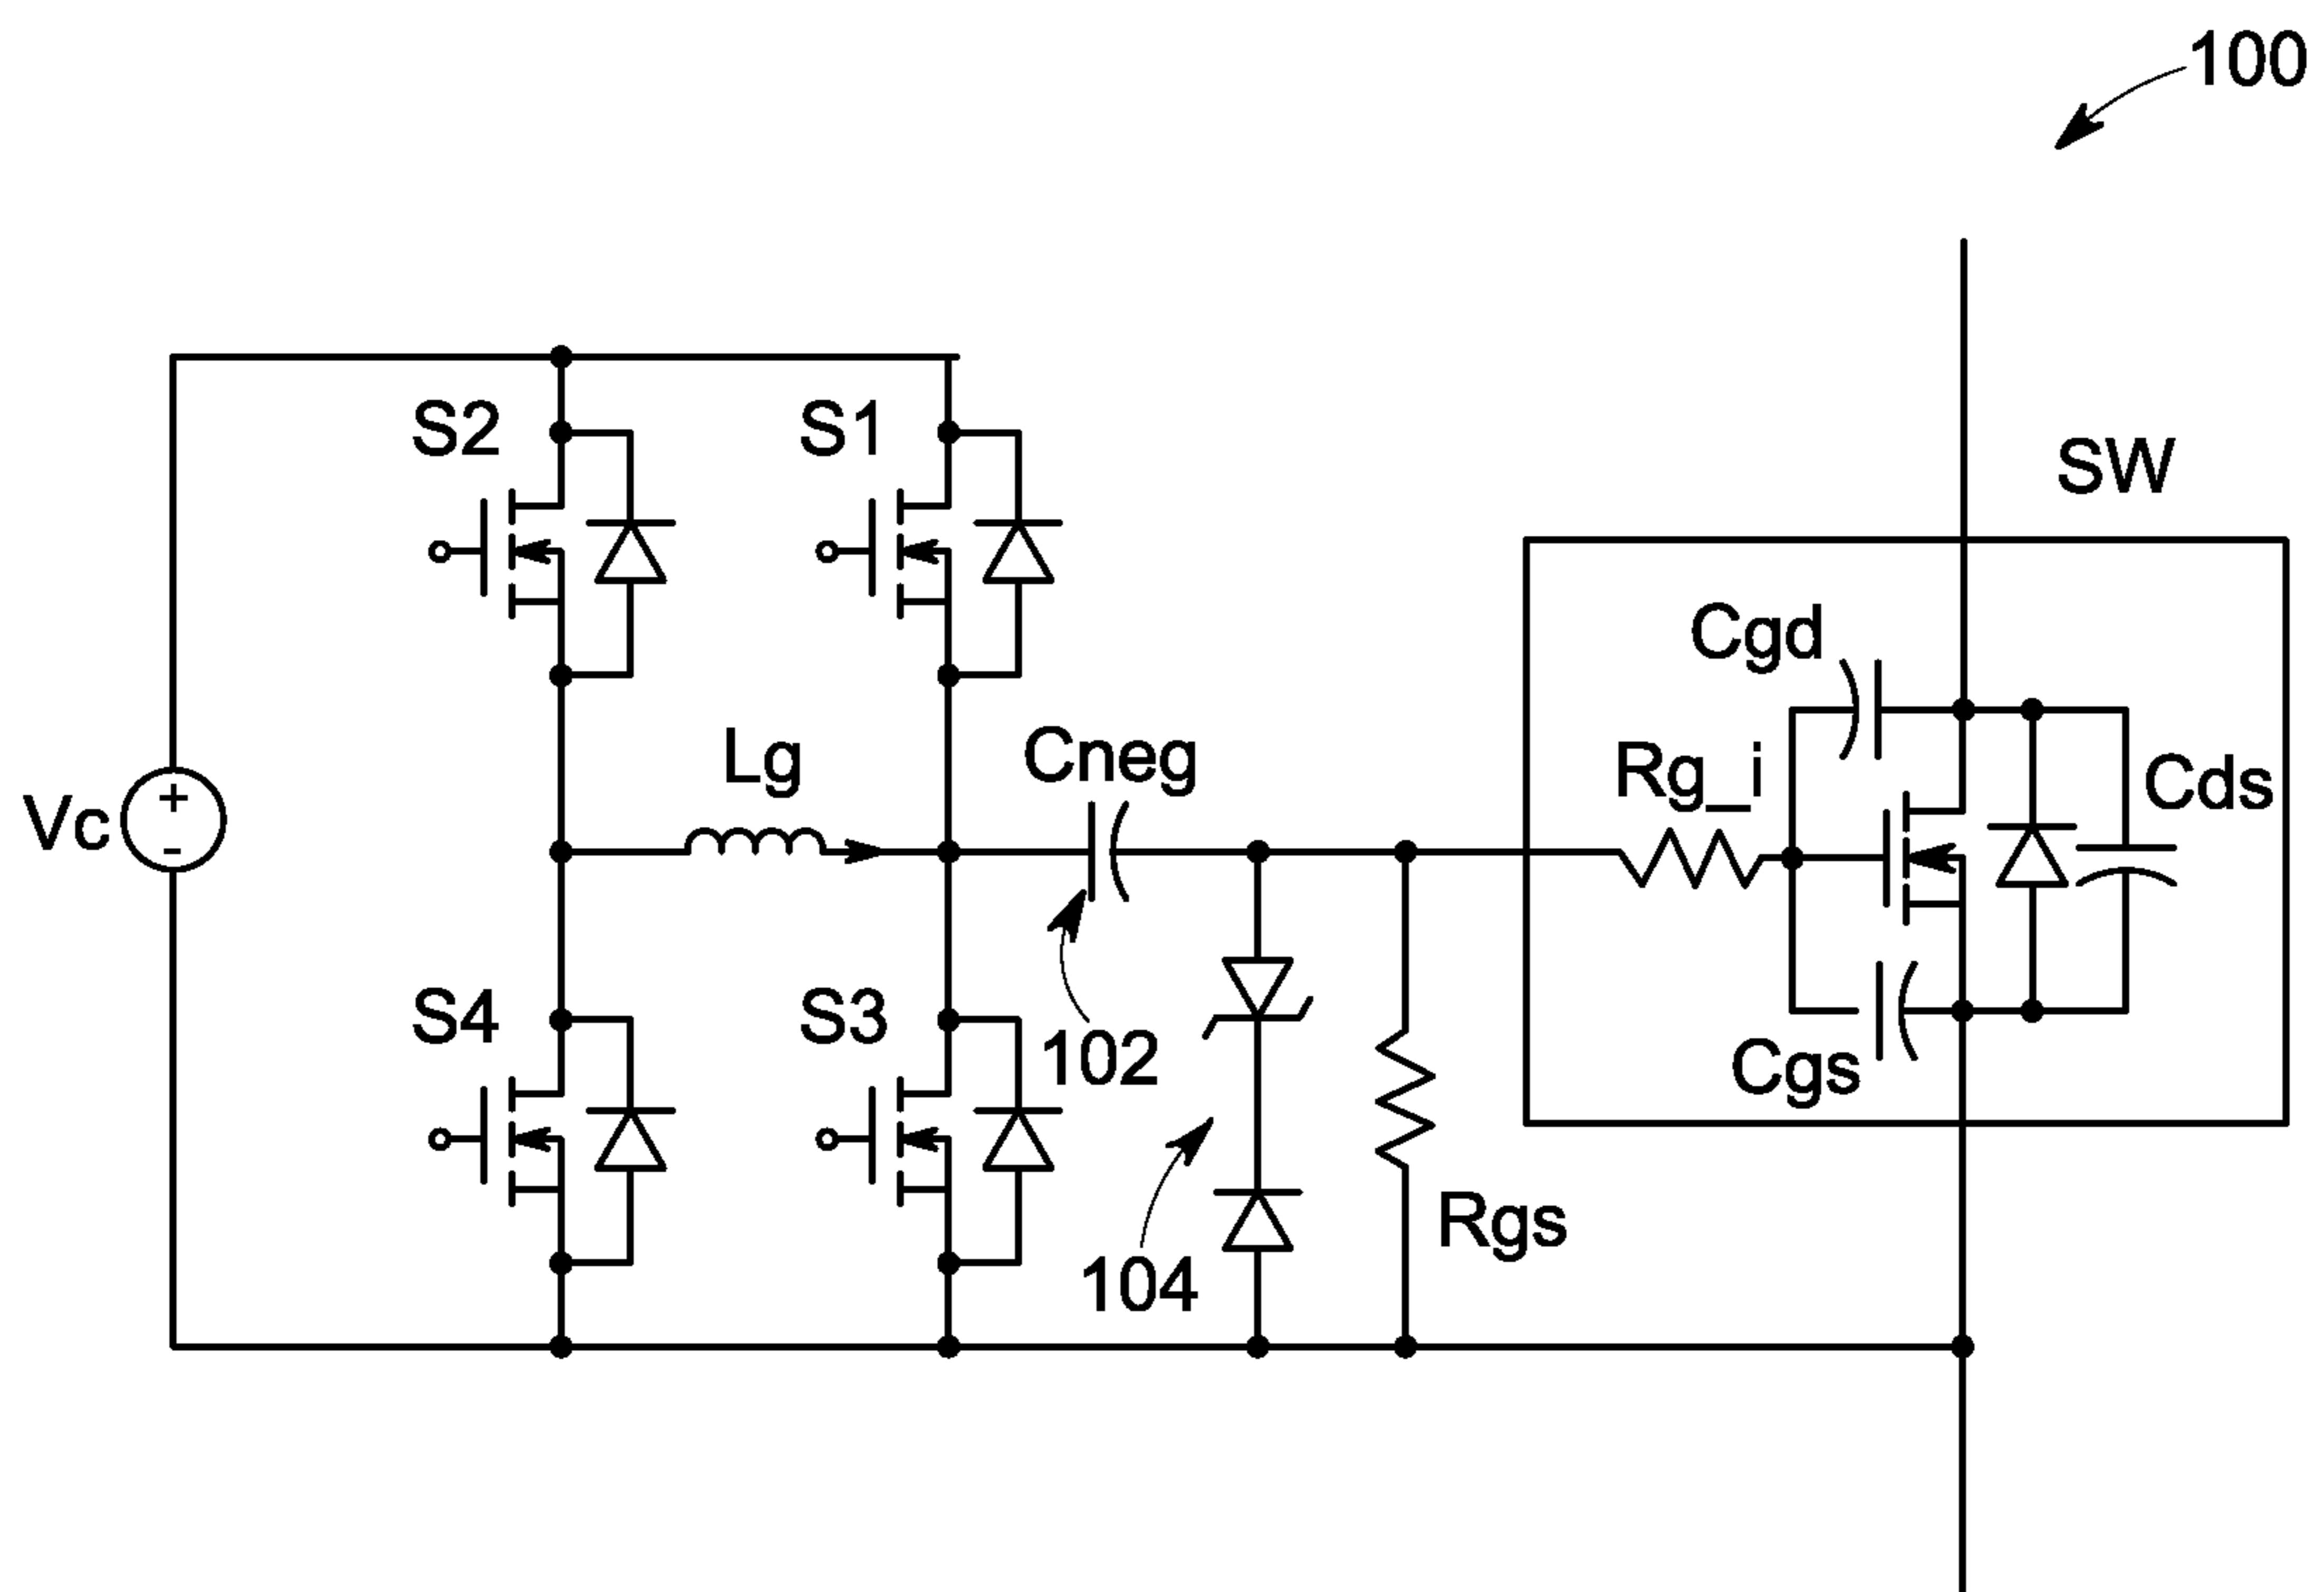 100
S2
S1
SW
Cgd
Lg
Cneg
Rg_i
Cds
Vc
+
-
S4
S3
102
Cgs
104
Rgs